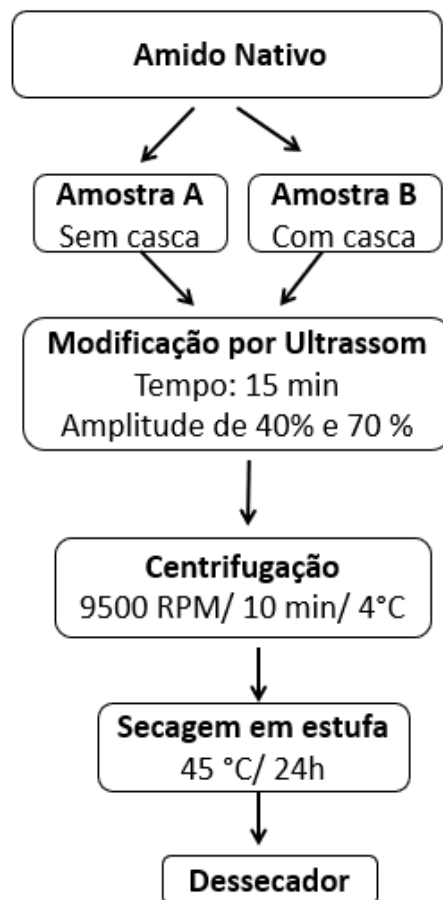 Amido Nativo
Amostra A
Sem casca
Amostra B
Com casca
Modificação por Ultrassom
Tempo: 15 min
Amplitude de 40% e 70 %
Centrifugação
9500 RPM/ 10 min/ 4°C
Secagem em estufa
45 °C/ 24h
Dessecador